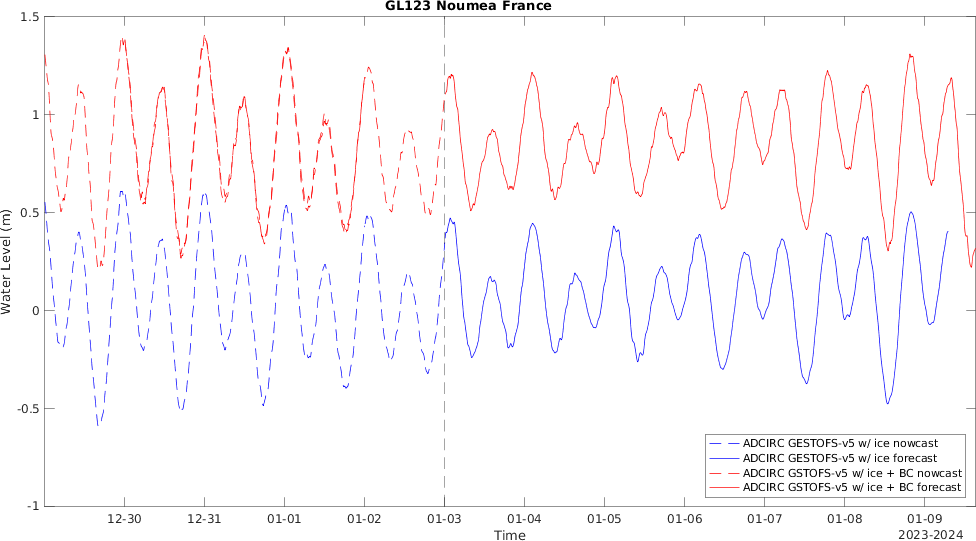 GL123 Noumea France
1.5
1
0.5
0
-0.5
-1
Water Level (m)
ADCIRC GESTOFS-v5 w/ ice nowcast
ADCIRC GESTOFS-v5 w/ ice forecast
ADCIRC GSTOFS-v5 w/ ice + BC nowcast
ADCIRC GSTOFS-v5 w/ ice + BC forecast
12-30 12-31 01-01 01-02 01-03 01-04 01-05 01-06 01-07 01-08 01-09
Time
2023-2024